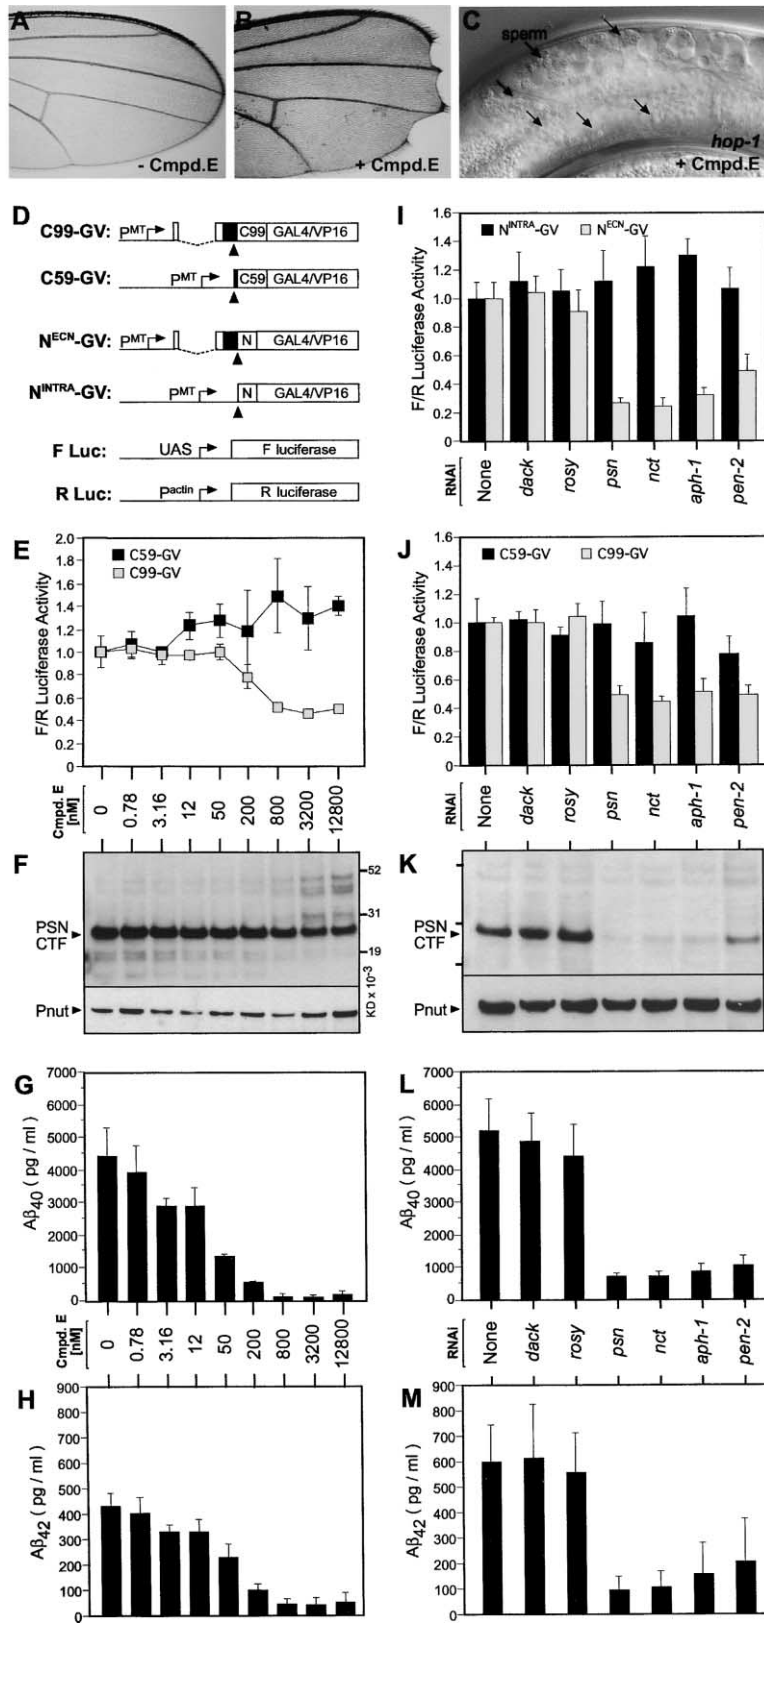 A
- Cmpd.E
B
+ Cmpd.E
C
sperm
hop-1
+ Cmpd.E
D
C99-GV: PMT C99 GAL4/VP16
C59-GV: PMT C59 GAL4/VP16
NECN-GV: PMT N GAL4/VP16
NINTRA-GV: PMT N GAL4/VP16
F Luc: UAS F luciferase
R Luc: Pactin R luciferase
I
NINTRA-GV NECN-GV
F/R Luciferase Activity
1.6
1.4
1.2
1.0
0.8
0.6
0.4
0.2
0
RNAi
None dack rosy psn nct aph-1 pen-2
E
C59-GV
C99-GV
F/R Luciferase Activity
2.0
1.8
1.6
1.4
1.2
1.0
0.8
0.6
0.4
0.2
0
Cmpd. E
[nM]
0 0.78 3.16 12 50 200 800 3200 12800
J
C59-GV C99-GV
F/R Luciferase Activity
1.6
1.4
1.2
1.0
0.8
0.6
0.4
0.2
0
RNAi
None dack rosy psn nct aph-1 pen-2
F
PSN
CTF
Pnut
52
31
19
KD x 10-3
K
PSN
CTF
Pnut
G
Aβ40 ( pg / ml )
7000
6000
5000
4000
3000
2000
1000
0
Cmpd. E
[nM]
0 0.78 3.16 12 50 200 800 3200 12800
L
Aβ40 ( pg / ml )
7000
6000
5000
4000
3000
2000
1000
0
RNAi
None dack rosy psn nct aph-1 pen-2
H
Aβ42 ( pg / ml )
900
800
700
600
500
400
300
200
100
0
M
Aβ42 ( pg / ml )
900
800
700
600
500
400
300
200
100
0